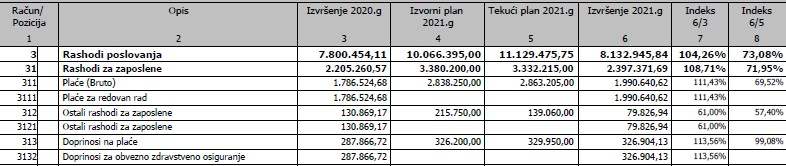 Račun/ Pozicija Opis Izvršenje 2020.g Izvorni plan 2021.g Tekući plan 2021.g Izvršenje 2021.g Indeks 6/3 Indeks 6/5
1 2 3 4 5 6 7 8
3 Rashodi poslovanja 7.800.454,11 10.066.395,00 11.129.475,75 8.132.945,84 104,26% 73,08%
31 Rashodi za zaposlene 2.205.260,57 3.380.200,00 3.332.215,00 2.397.371,69 108,71% 71,95%
311 Plaće (Bruto) 1.786.524,68 2.838.250,00 2.863.205,00 1.990.640,62 111,43% 69,52%
3111 Plaće za redovan rad 1.786.524,68 1.990.640,62 111,43%
312 Ostali rashodi za zaposlene 130.869,17 215.750,00 139.060,00 79.826,94 61,00% 57,40%
3121 Ostali rashodi za zaposlene 130.869,17 79.826,94 61,00%
313 Doprinosi na plaće 287.866,72 326.200,00 329.950,00 326.904,13 113,56% 99,08%
3132 Doprinosi za obvezno zdravstveno osiguranje 287.866,72 326.904,13 113,56%